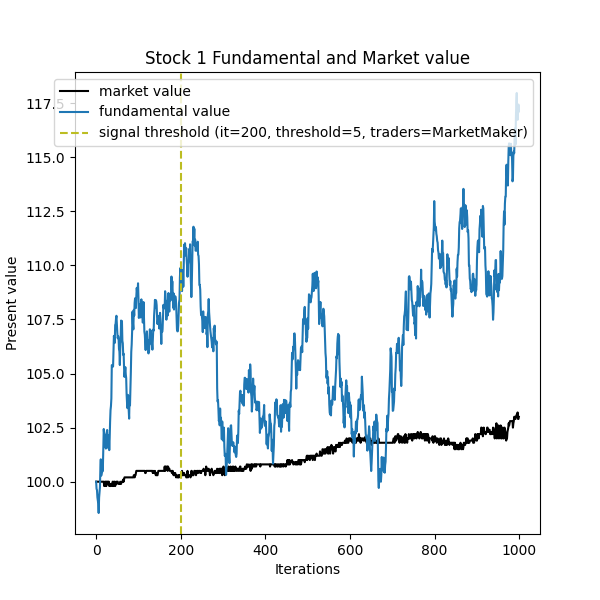 Stock 1 Fundamental and Market value
market value
fundamental value
signal threshold (it=200, threshold=5, traders=MarketMaker)
117.5
115.0
112.5
110.0
107.5
105.0
102.5
100.0
Present value
0 200 400 600 800 1000
Iterations